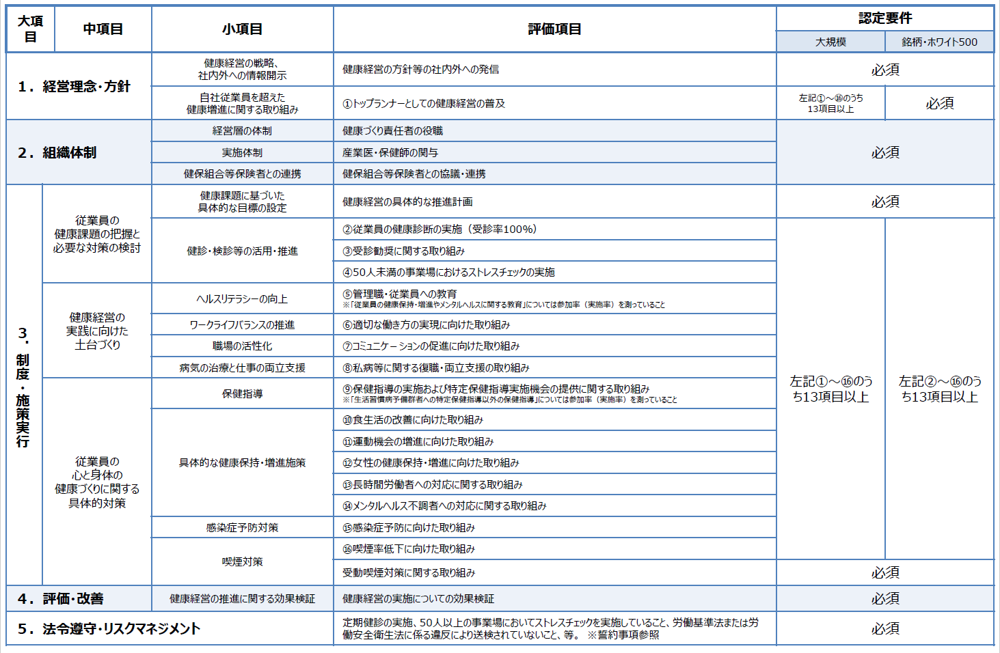 大項
目
中項目
小項目
評価項目
認定要件
大規模
銘柄・ホワイト500
１．経営理念・方針
健康経営の戦略、
社内外への情報開示
健康経営の方針等の社内外への発信
必須
自社従業員を超えた
健康増進に関する取り組み
①トップランナーとしての健康経営の普及
左記①～⑯のうち
13項目以上
必須
２．組織体制
経営層の体制
健康づくり責任者の役職
実施体制
産業医・保健師の関与
健保組合等保険者との連携
健保組合等保険者との協議・連携
必須
３．制度・施策実行
従業員の
健康課題の把握と
必要な対策の検討
健康課題に基づいた
具体的な目標の設定
健康経営の具体的な推進計画
必須
健診・検診等の活用・推進
②従業員の健康診断の実施（受診率100%）
③受診勧奨に関する取り組み
④50人未満の事業場におけるストレスチェックの実施
健康経営の
実践に向けた
土台づくり
ヘルスリテラシーの向上
⑤管理職・従業員への教育
※「従業員の健康保持・増進やメンタルヘルスに関する教育」については参加率（実施率）を測っていること
ワークライフバランスの推進
⑥適切な働き方の実現に向けた取り組み
職場の活性化
⑦コミュニケーションの促進に向けた取り組み
病気の治療と仕事の両立支援
⑧私病等に関する復職・両立支援の取り組み
従業員の
心と身体の
健康づくりに関する
具体的対策
保健指導
⑨保健指導の実施および特定保健指導実施機会の提供に関する取り組み
※「生活習慣病予備群者への特定保健指導以外の保健指導」については参加率（実施率）を測っていること
具体的な健康保持・増進施策
⑩食生活の改善に向けた取り組み
⑪運動機会の増進に向けた取り組み
⑫女性の健康保持・増進に向けた取り組み
⑬長時間労働者への対応に関する取り組み
⑭メンタルヘルス不調者への対応に関する取り組み
感染症予防対策
⑮感染症予防に向けた取り組み
喫煙対策
⑯喫煙率低下に向けた取り組み
左記①～⑯のう
ち13項目以上
左記②～⑯のう
ち13項目以上
受動喫煙対策に関する取り組み
必須
４．評価・改善
健康経営の推進に関する効果検証
健康経営の実施についての効果検証
必須
５．法令遵守・リスクマネジメント
定期健診の実施、50人以上の事業場においてストレスチェックを実施していること、労働基準法または労
働安全衛生法に係る違反により送検されていないこと、等。　※誓約事項参照
必須